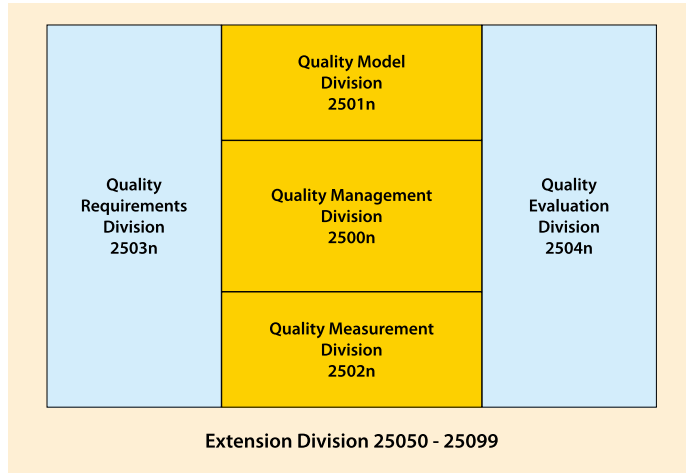 Quality Model
Division
2501n
Quality
Requirements
Division
2503n
Quality Management
Division
2500n
Quality
Evaluation
Division
2504n
Quality Measurement
Division
2502n
Extension Division 25050 - 25099